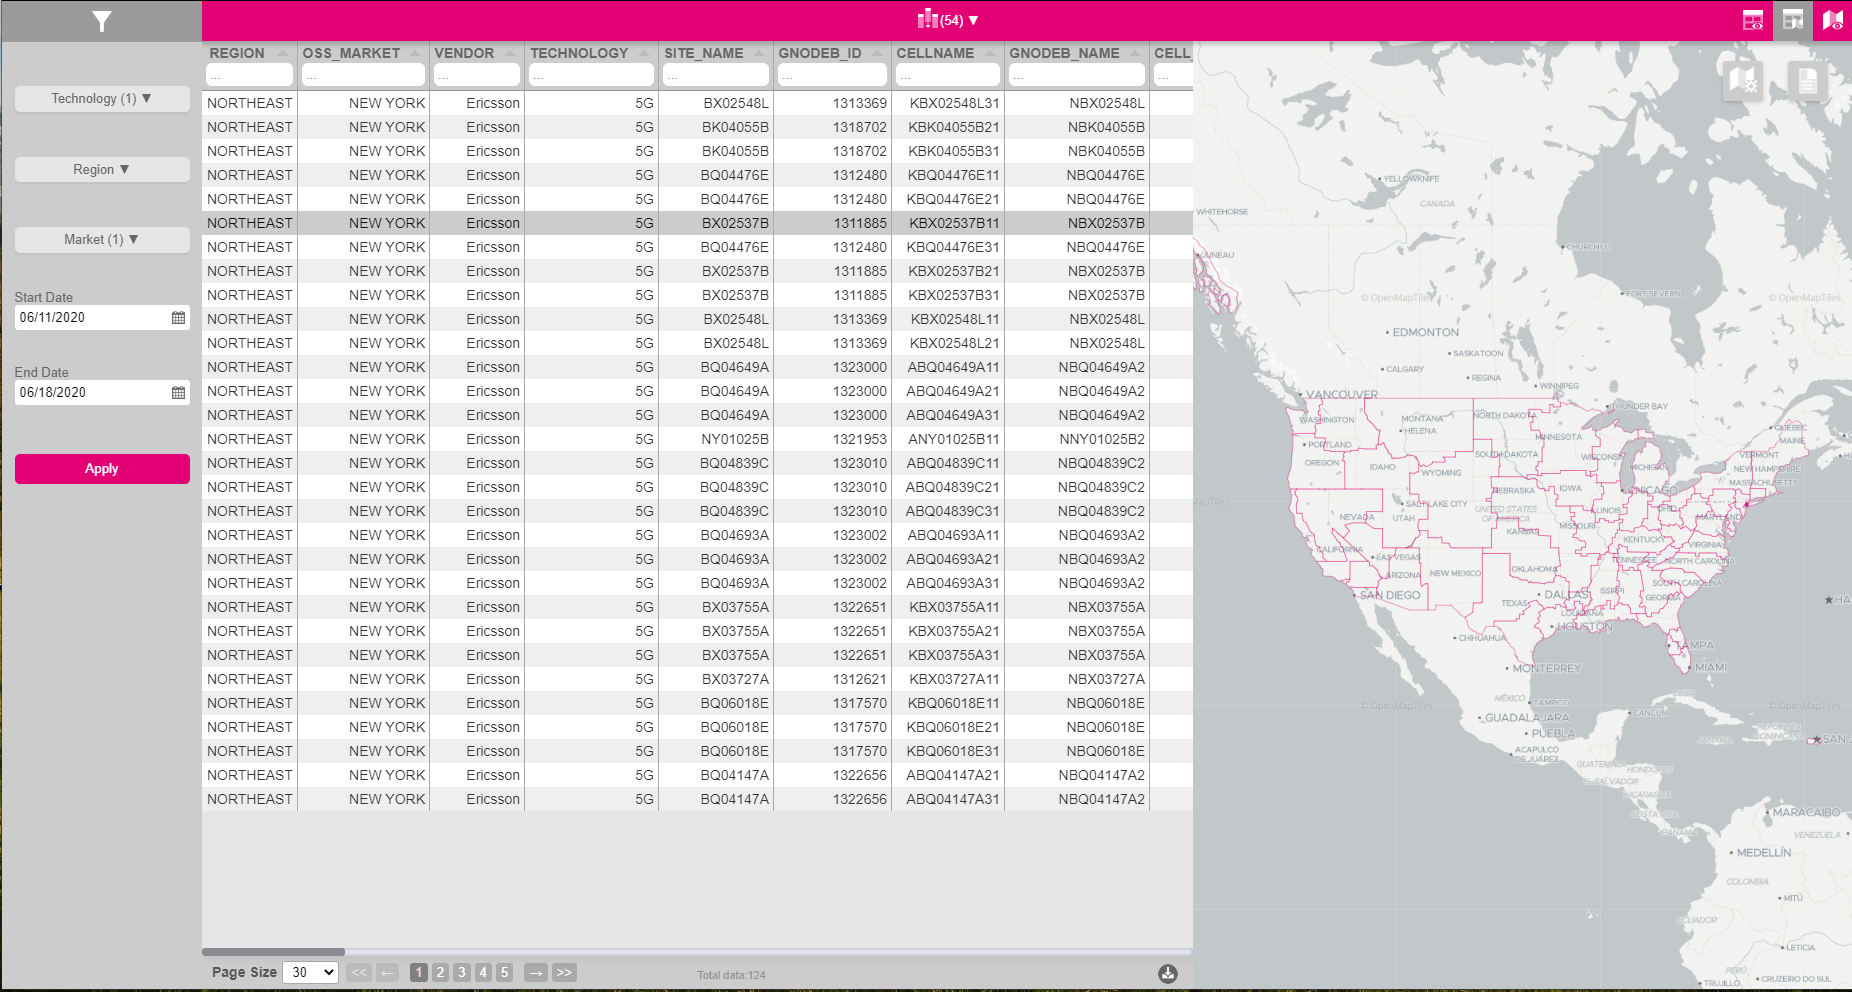 (54) ▼
Technology (1) ▼
Region ▼
Market (1) ▼
Start Date
06/11/2020
End Date
06/18/2020
Apply
REGION OSS_MARKET VENDOR TECHNOLOGY SITE_NAME GNODEB_ID CELLNAME GNODEB_NAME CELL_
... ... ... ... ... ... ... ... ...
NORTHEAST NEW YORK Ericsson 5G BX02548L 1313369 KBX02548L31 NBX02548L
NORTHEAST NEW YORK Ericsson 5G BK04055B 1318702 KBK04055B21 NBK04055B
NORTHEAST NEW YORK Ericsson 5G BK04055B 1318702 KBK04055B31 NBK04055B
NORTHEAST NEW YORK Ericsson 5G BQ04476E 1312480 KBQ04476E11 NBQ04476E
NORTHEAST NEW YORK Ericsson 5G BQ04476E 1312480 KBQ04476E21 NBQ04476E
NORTHEAST NEW YORK Ericsson 5G BX02537B 1311885 KBX02537B11 NBX02537B
NORTHEAST NEW YORK Ericsson 5G BQ04476E 1312480 KBQ04476E31 NBQ04476E
NORTHEAST NEW YORK Ericsson 5G BX02537B 1311885 KBX02537B21 NBX02537B
NORTHEAST NEW YORK Ericsson 5G BX02537B 1311885 KBX02537B31 NBX02537B
NORTHEAST NEW YORK Ericsson 5G BX02548L 1313369 KBX02548L11 NBX02548L
NORTHEAST NEW YORK Ericsson 5G BX02548L 1313369 KBX02548L21 NBX02548L
NORTHEAST NEW YORK Ericsson 5G BQ04649A 1323000 ABQ04649A11 NBQ04649A2
NORTHEAST NEW YORK Ericsson 5G BQ04649A 1323000 ABQ04649A21 NBQ04649A2
NORTHEAST NEW YORK Ericsson 5G BQ04649A 1323000 ABQ04649A31 NBQ04649A2
NORTHEAST NEW YORK Ericsson 5G NY01025B 1321953 ANY01025B11 NNY01025B2
NORTHEAST NEW YORK Ericsson 5G BQ04839C 1323010 ABQ04839C11 NBQ04839C2
NORTHEAST NEW YORK Ericsson 5G BQ04839C 1323010 ABQ04839C21 NBQ04839C2
NORTHEAST NEW YORK Ericsson 5G BQ04839C 1323010 ABQ04839C31 NBQ04839C2
NORTHEAST NEW YORK Ericsson 5G BQ04693A 1323002 ABQ04693A11 NBQ04693A2
NORTHEAST NEW YORK Ericsson 5G BQ04693A 1323002 ABQ04693A21 NBQ04693A2
NORTHEAST NEW YORK Ericsson 5G BQ04693A 1323002 ABQ04693A31 NBQ04693A2
NORTHEAST NEW YORK Ericsson 5G BX03755A 1322651 KBX03755A11 NBX03755A
NORTHEAST NEW YORK Ericsson 5G BX03755A 1322651 KBX03755A21 NBX03755A
NORTHEAST NEW YORK Ericsson 5G BX03755A 1322651 KBX03755A31 NBX03755A
NORTHEAST NEW YORK Ericsson 5G BX03727A 1312621 KBX03727A11 NBX03727A
NORTHEAST NEW YORK Ericsson 5G BQ06018E 1317570 KBQ06018E11 NBQ06018E
NORTHEAST NEW YORK Ericsson 5G BQ06018E 1317570 KBQ06018E21 NBQ06018E
NORTHEAST NEW YORK Ericsson 5G BQ06018E 1317570 KBQ06018E31 NBQ06018E
NORTHEAST NEW YORK Ericsson 5G BQ04147A 1322656 ABQ04147A21 NBQ04147A2
NORTHEAST NEW YORK Ericsson 5G BQ04147A 1322656 ABQ04147A31 NBQ04147A2
Page Size 30 << ← 1 2 3 4 5 → >> Total data:124
YELLOWKNIFE
CANADA
WHITEHORSE
CHURCHILL
JUNEAU
FORT SEVERN
© OpenMapTiles © OpenMapTiles
EDMONTON
SASKATOON
CALGARY
REGINA
WINNIPEG
VANCOUVER
THUNDER BAY
WASHINGTON MONTANA NORTH DAKOTA
HELENA QUÉBEC
MINNESOTA MAINE
PORTLAND
SOUTH DAKOTA WISCONSIN VERMONT
OREGON IDAHO MICHIGAN NEW HAMPSHIRE
WYOMING MASSACHUSETTS
NEBRASKA IOWA CHICAGO
SALT LAKE CITY
UNITED STATES OHIO
OF AMERICA ILLINOIS
NEVADA UTAH MARYLAND
MISSOURI
KANSAS
KENTUCKY VIRGINIA
CALIFORNIA
LAS VEGAS TENNESSEE NORTH CAROLINA
ARIZONA NEW MEXICO OKLAHOMA
SOUTH CAROLINA
SAN DIEGO DALLAS ISSIPPI GEORGIA
TEXAS HA
LOUISIANA
HOUSTON
CHIHUAHUA
TAMPA
MONTERREY MIAMI
CUBA
MÉXICO TAMPICO
© OpenMapTiles © OpenMapTiles
CANCÚN
GUADALAJARA
REPÚBLICA
DOMINICANA
PUEBLA JAMAICA SAN J
ACAPULCO
DE JUÁREZ
GUATEMALA HONDURAS
EL SALVADOR
NICARAGUA
COSTA RICA
MARACAIBO
PANAMÁ VENEZUELA
MEDELLÍN
COLOMBIA
MITÚ
ECUADOR
LETICIA
PERÚ
TRUJILLO CRUZEIRO DO SUL